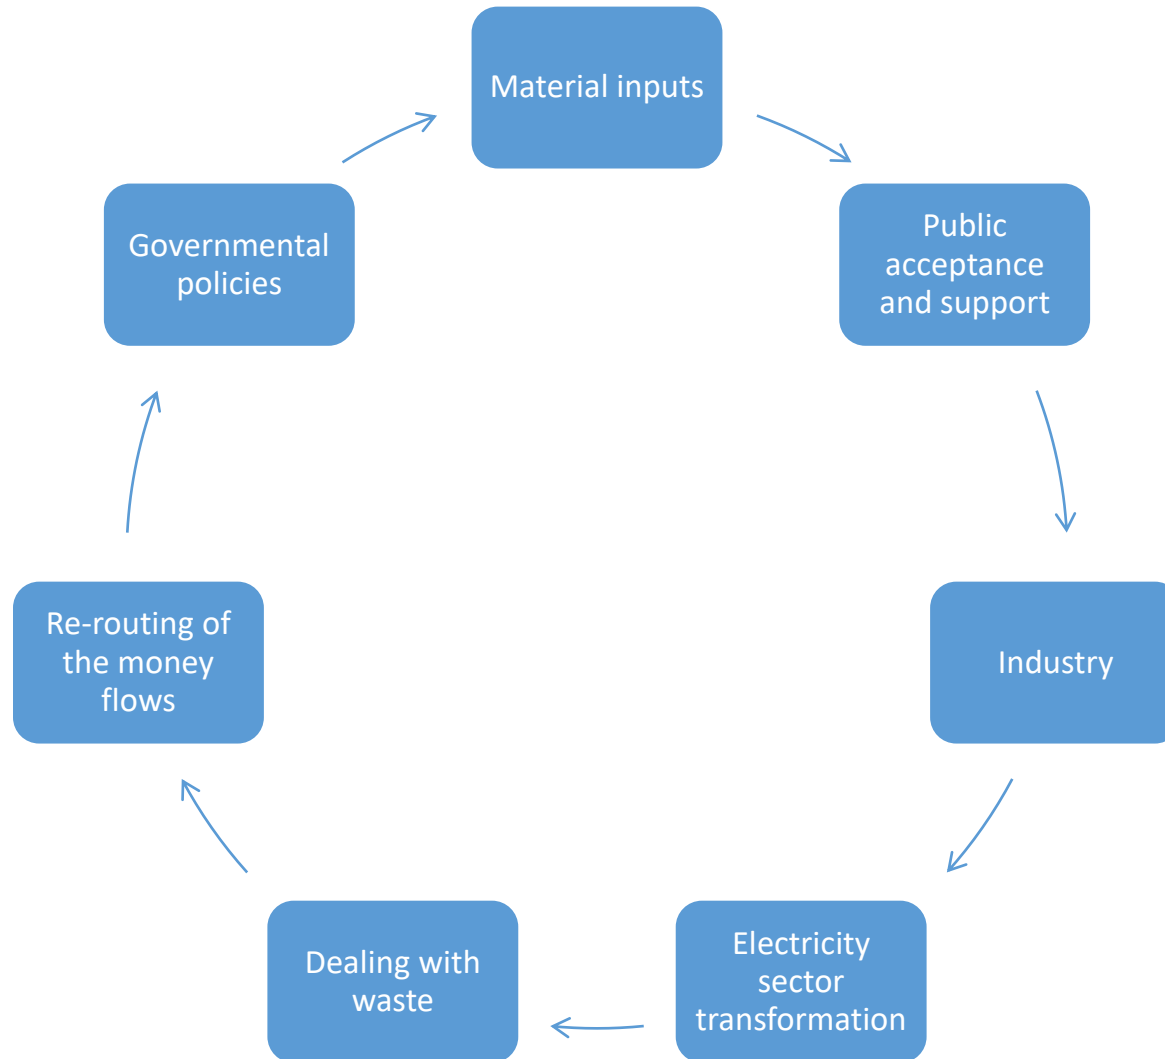 Material inputs
Public
acceptance
and support
Industry
Electricity
sector
transformation
Dealing with
waste
Re-routing of
the money
flows
Governmental
policies